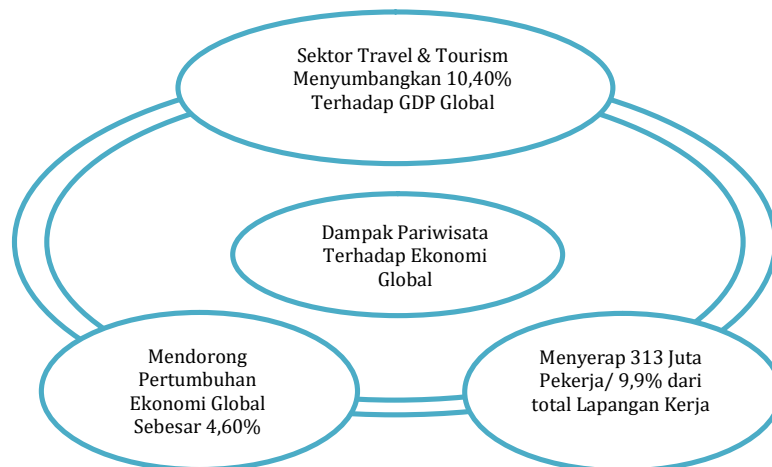 Sektor Travel & Tourism
Menyumbangkan 10,40%
Terhadap GDP Global
Dampak Pariwisata
Terhadap Ekonomi
Global
Mendorong
Pertumbuhan
Ekonomi Global
Sebesar 4,60%
Menyerap 313 Juta
Pekerja/ 9,9% dari
total Lapangan Kerja